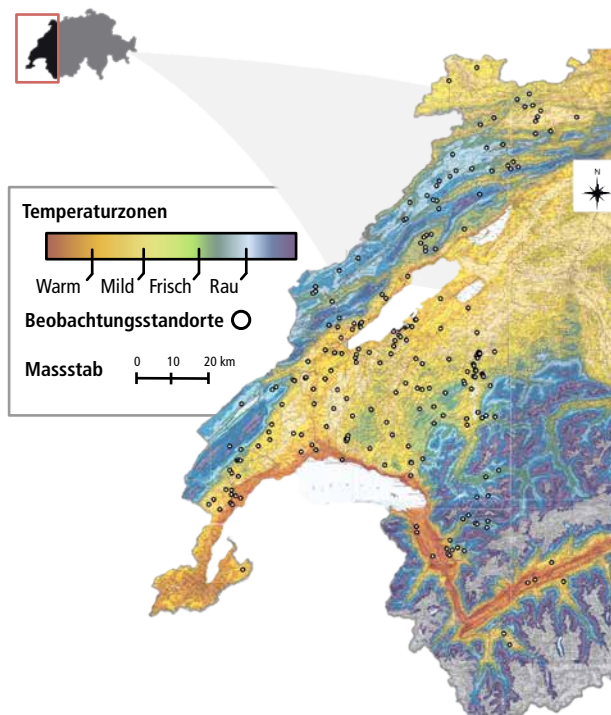 N
Temperaturzonen
Warm Mild Frisch Rau
Beobachtungsstandorte
Massstab 0 10 20 km